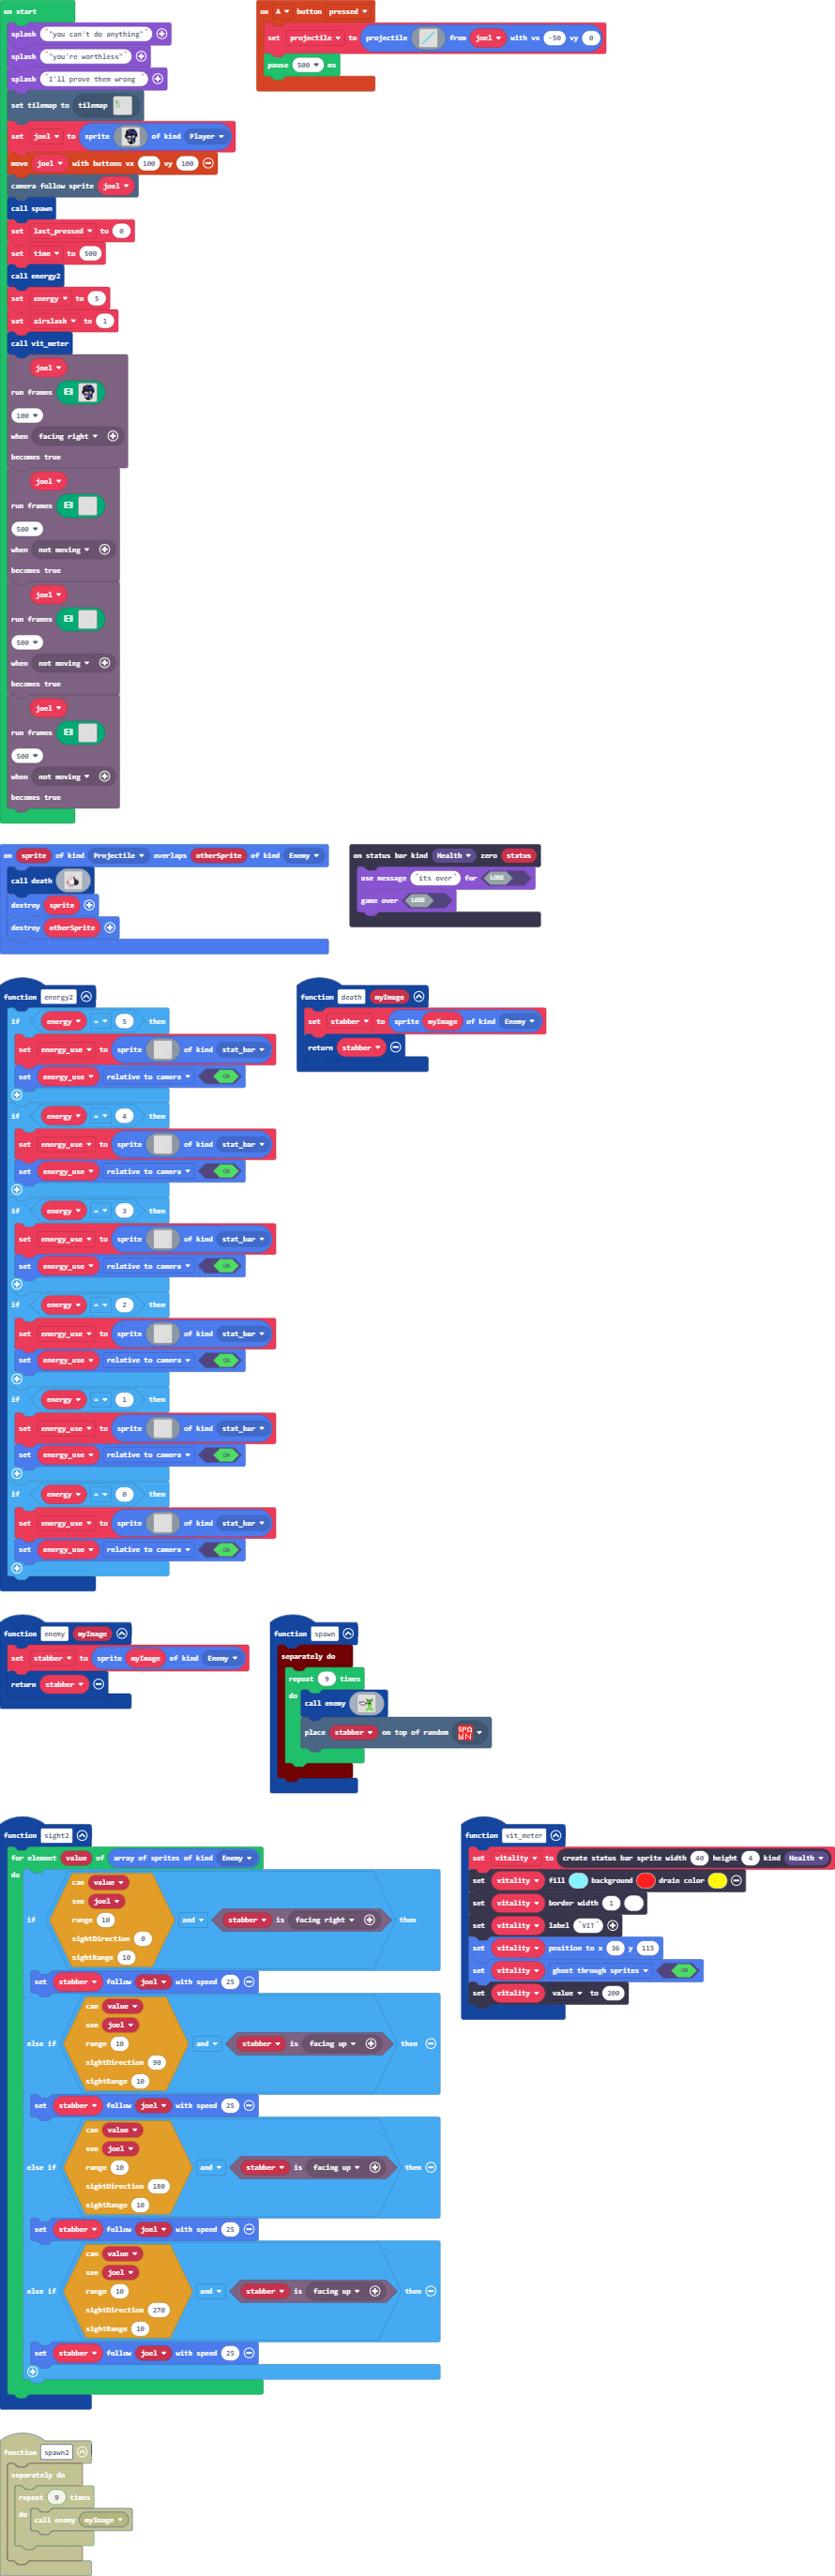 on start
splash "you can't do anything"
splash "you're worthless"
splash "I'll prove them wrong
set tilemap to tilemap
set joel to sprite of kind Player
move joel with buttons vx 100 vy 100
camera follow sprite joel
call spawn
set last_pressed to 0
set time to 500
call energy2
set energy to 5
set airslash to 1
call vit_meter
joel
run frames
100
when facing right
becomes true
joel
run frames
500
when not moving
becomes true
joel
run frames
500
when not moving
becomes true
joel
run frames
500
when not moving
becomes true
on A button pressed
set projectile to projectile from joel with vx -50 vy 0
pause 500 ms
on sprite of kind Projectile overlaps otherSprite of kind Enemy
call death
destroy sprite
destroy otherSprite
on status bar kind Health zero status
use message "its over" for LOSE
game over LOSE
function energy2
if energy = 5 then
set energy_use to sprite of kind stat_bar
set energy_use relative to camera ON
if energy = 4 then
set energy_use to sprite of kind stat_bar
set energy_use relative to camera ON
if energy = 3 then
set energy_use to sprite of kind stat_bar
set energy_use relative to camera ON
if energy = 2 then
set energy_use to sprite of kind stat_bar
set energy_use relative to camera ON
if energy = 1 then
set energy_use to sprite of kind stat_bar
set energy_use relative to camera ON
if energy = 0 then
set energy_use to sprite of kind stat_bar
set energy_use relative to camera ON
function death myImage
set stabber to sprite myImage of kind Enemy
return stabber
function enemy myImage
set stabber to sprite myImage of kind Enemy
return stabber
function spawn
separately do
repeat 9 times
do call enemy
place stabber on top of random SPAWN
function sight2
for element value of array of sprites of kind Enemy
do
can value
see joel
range 10
if sightDirection 0 and stabber is facing right then
sightRange 10
set stabber follow joel with speed 25
can value
see joel
range 10
else if sightDirection 90 and stabber is facing up then
sightRange 10
set stabber follow joel with speed 25
can value
see joel
range 10
else if sightDirection 180 and stabber is facing up then
sightRange 10
set stabber follow joel with speed 25
can value
see joel
range 10
else if sightDirection 270 and stabber is facing up then
sightRange 10
set stabber follow joel with speed 25
function vit_meter
set vitality to create status bar sprite width 40 height 4 kind Health
set vitality fill background drain color
set vitality border width 1
set vitality label "VIT"
set vitality position to x 36 y 115
set vitality ghost through sprites ON
set vitality value to 200
function spawn2
separately do
repeat 9 times
do call enemy myImage